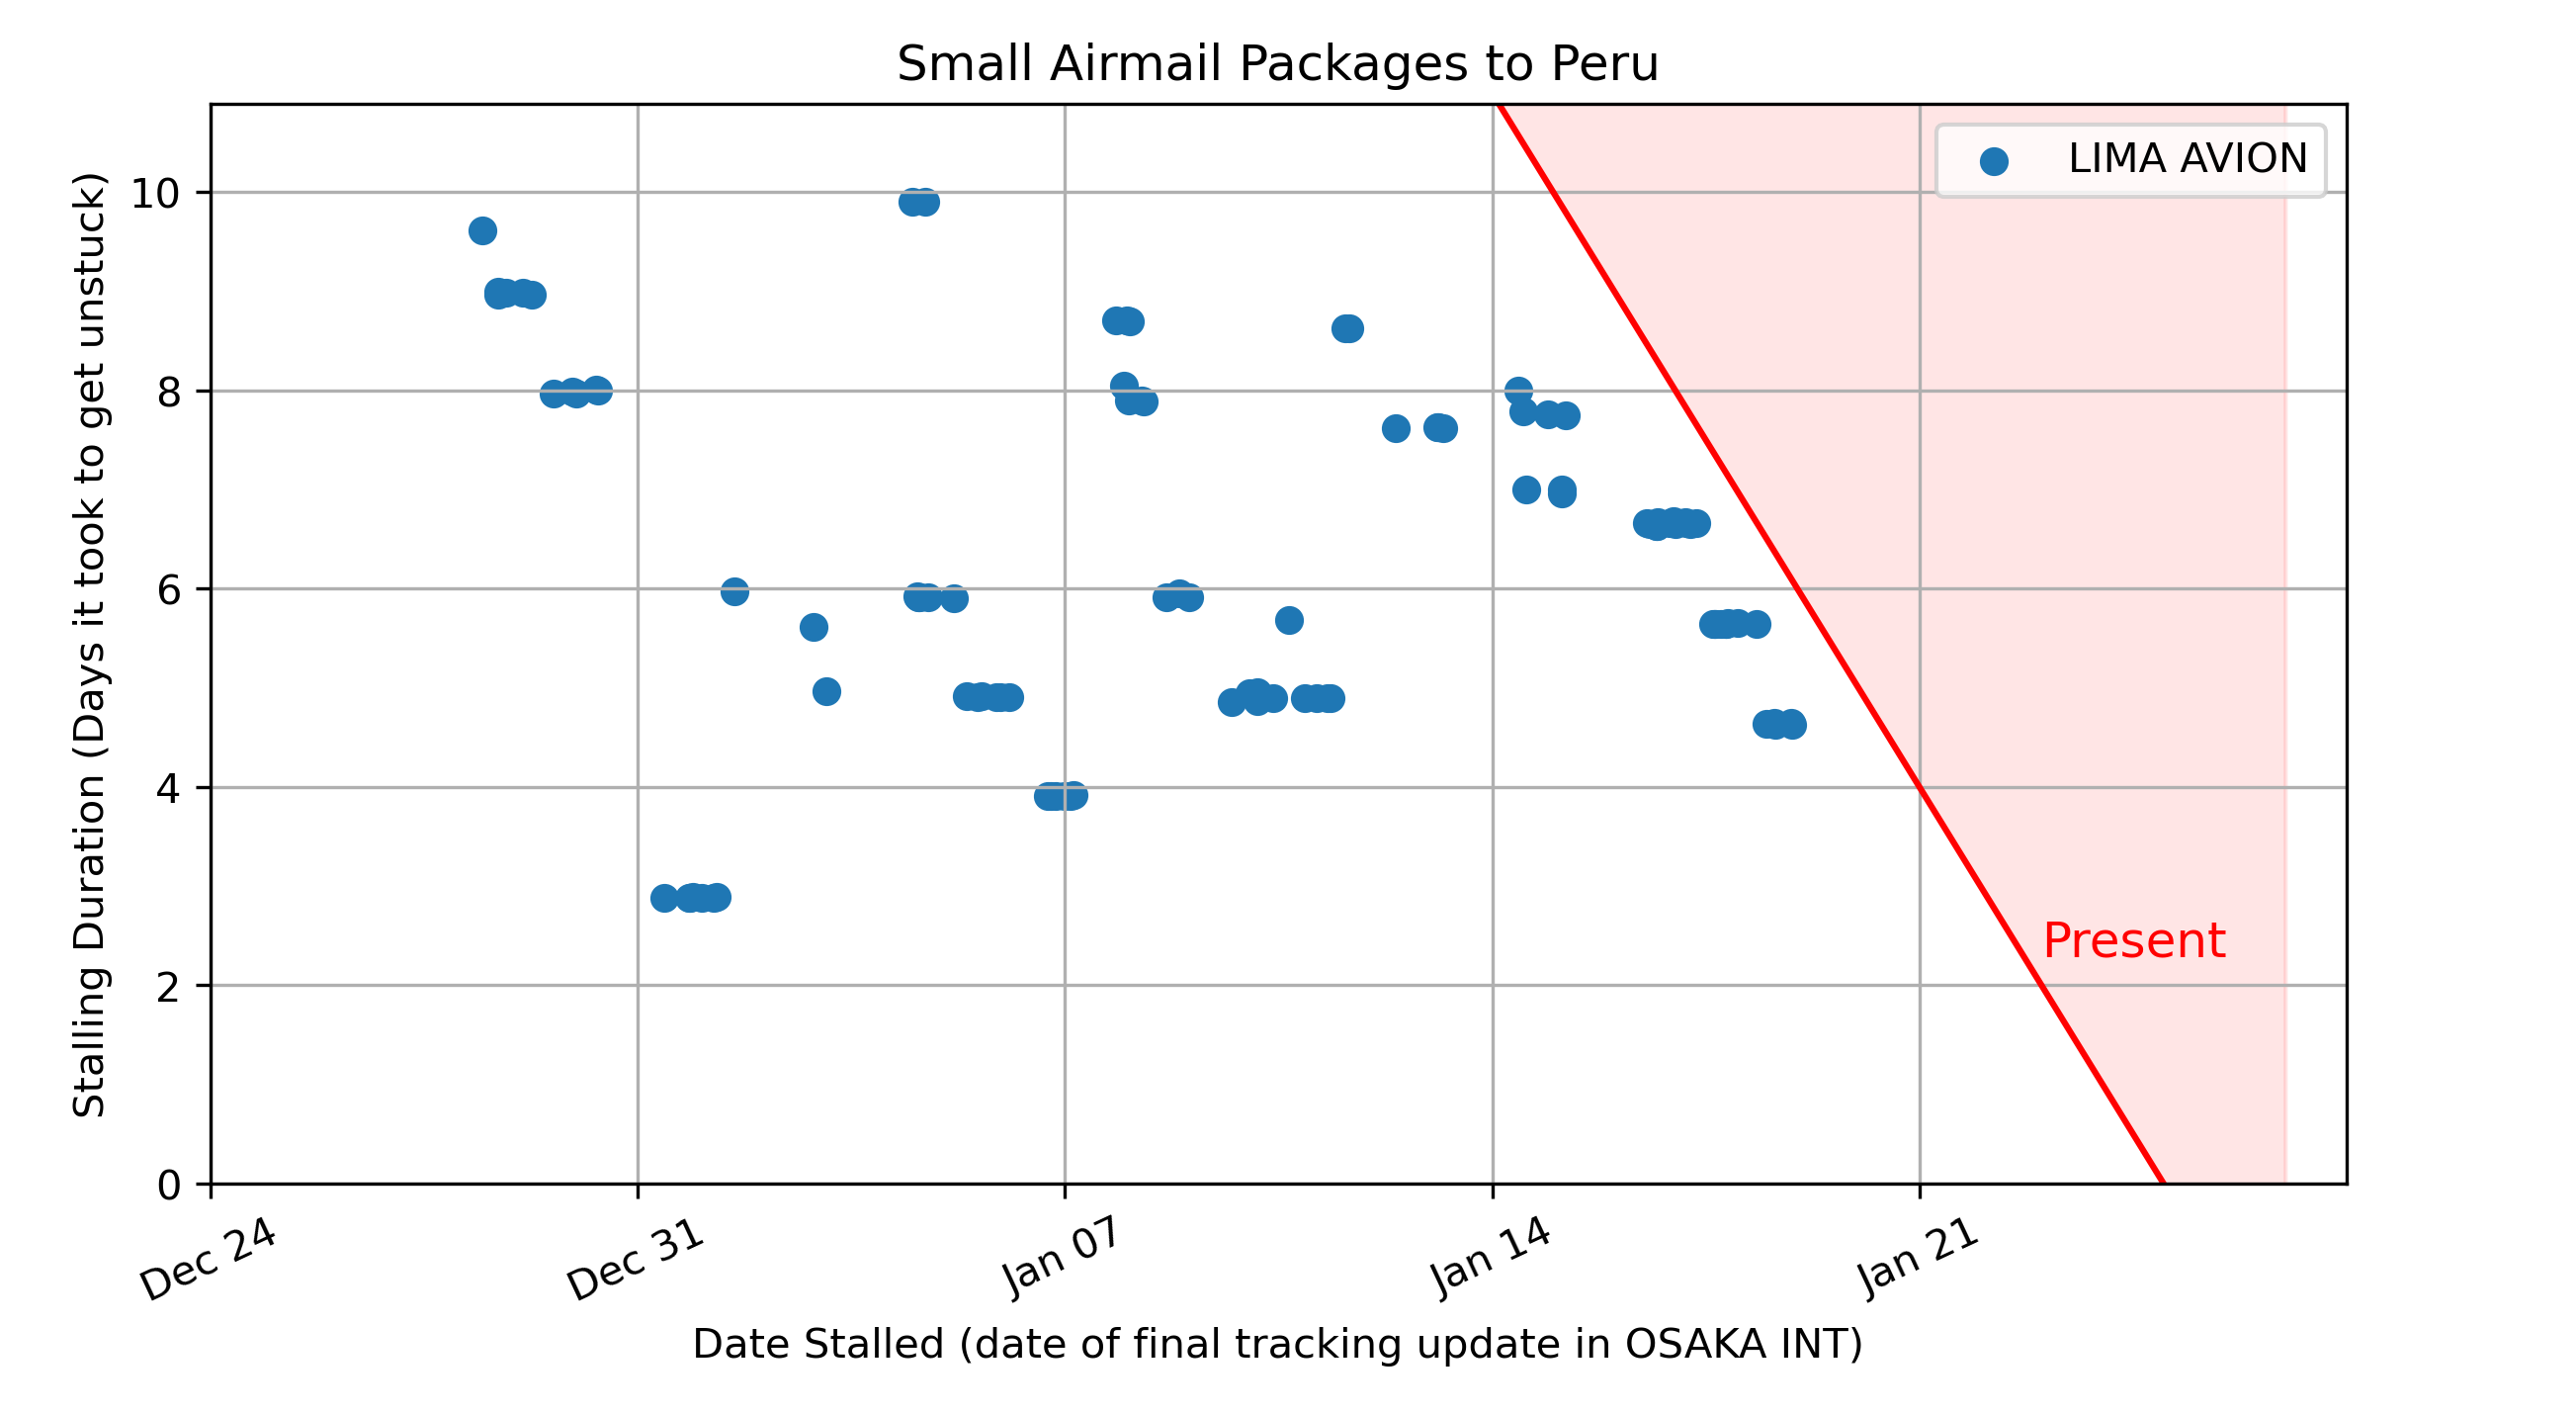 Small Airmail Packages to Peru
Stalling Duration (Days it took to get unstuck)
10
8
6
4
2
0
LIMA AVION
Present
Dec 24
Dec 31
Jan 07
Jan 14
Jan 21
Date Stalled (date of final tracking update in OSAKA INT)